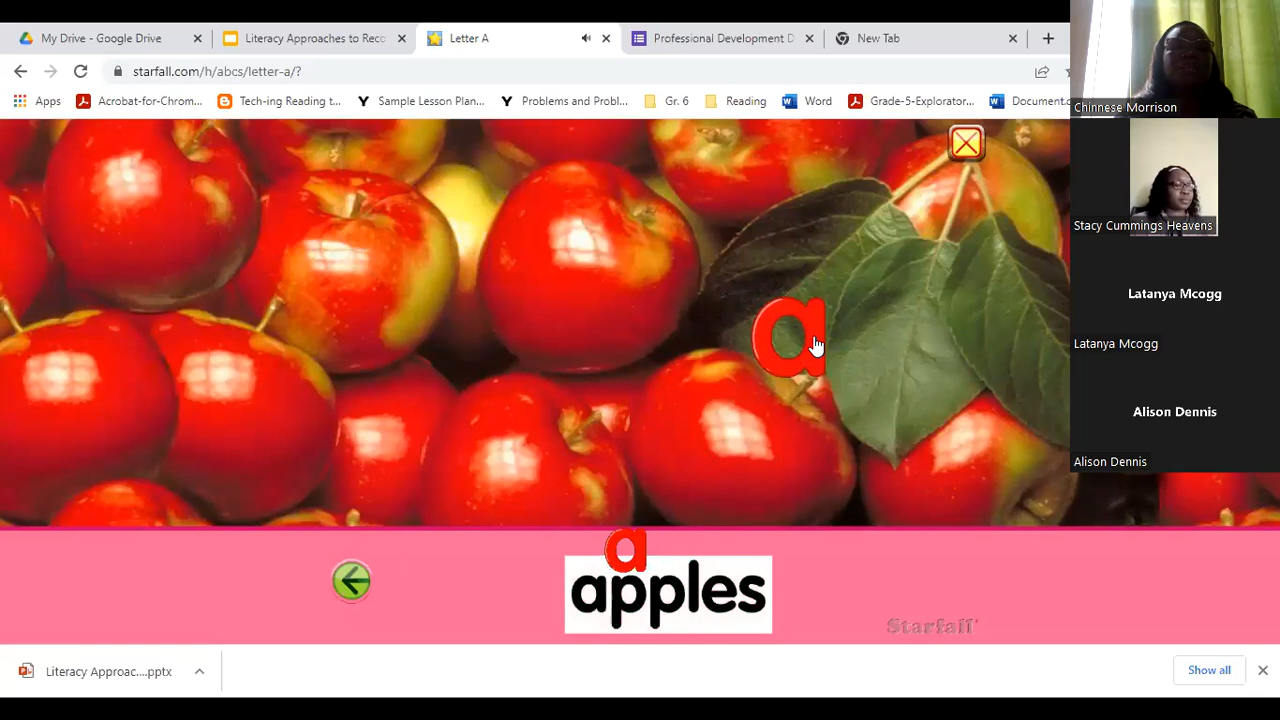 My Drive - Google Drive
Literacy Approaches to Reco
Letter A
Professional Development D
New Tab
starfall.com/h/abcs/letter-a/?
Apps
Acrobat-for-Chrom...
Tech-ing Reading t...
Sample Lesson Plan...
Problems and Probl...
Gr. 6
Reading
Word
Grade-5-Explorator...
Document.c
Chinnese Morrison
Stacy Cummings Heavens
Latanya Mcogg
Latanya Mcogg
Alison Dennis
Alison Dennis
a
a
apples
Starfall
Literacy Approac....pptx
Show all